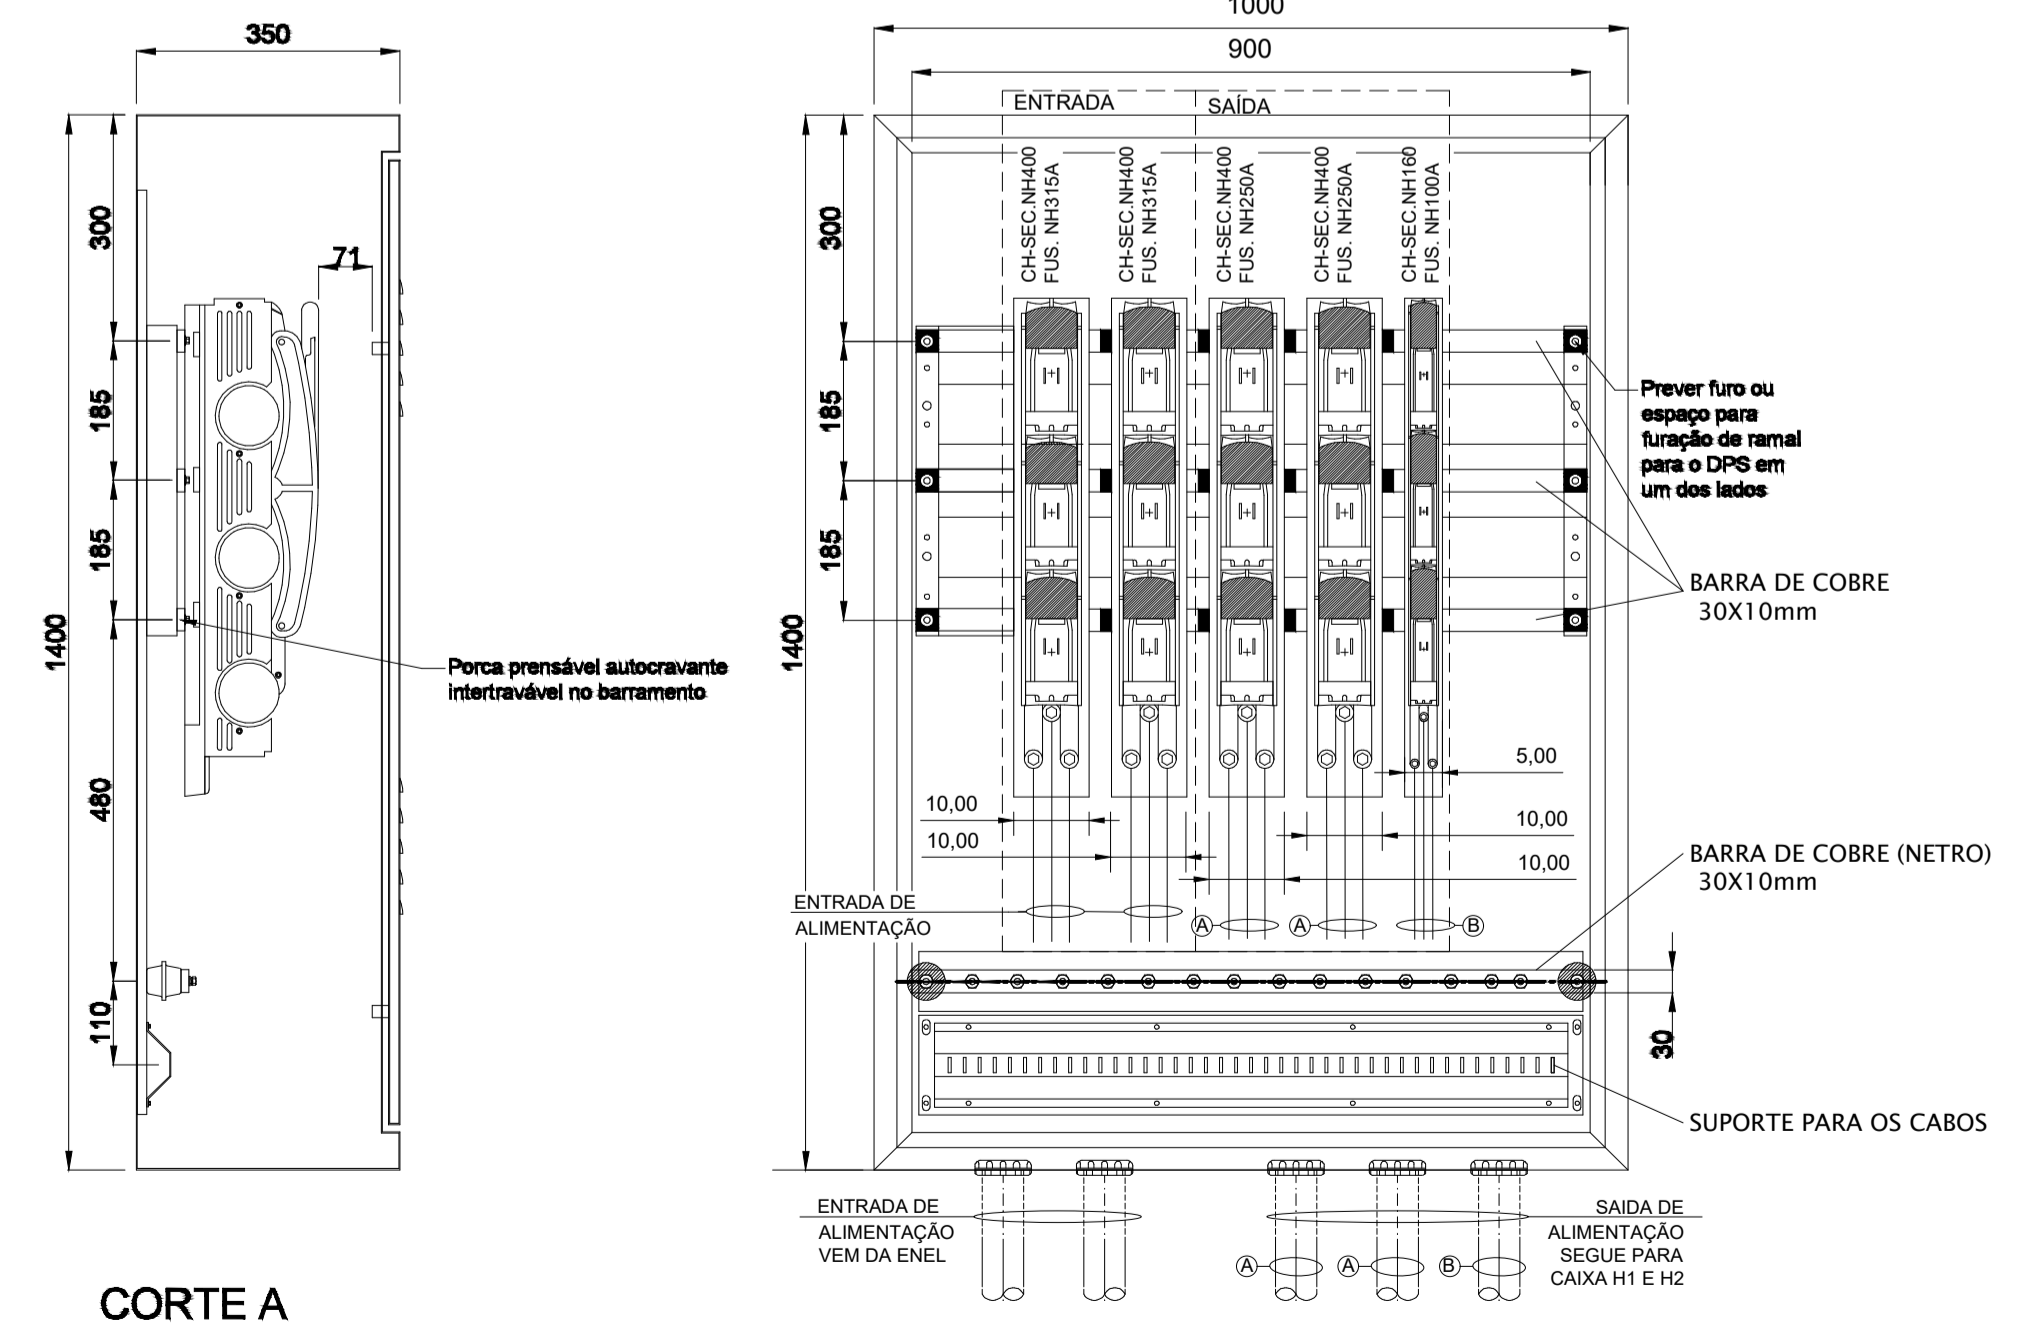 350
1400
300
185
185
480
110
71
Porca prensável autocravante
intertravável no barramento
CORTE A
1000
900
ENTRADA
SAÍDA
CH-SEC.NH400
FUS. NH315A
CH-SEC.NH400
FUS. NH315A
CH-SEC.NH400
FUS. NH250A
CH-SEC.NH400
FUS. NH250A
CH-SEC.NH160
FUS. NH100A
1400
300
185
185
Prever furo ou
espaço para
furação de ramal
para o DPS em
um dos lados
BARRA DE COBRE
30X10mm
5,00
10,00
10,00
10,00
10,00
BARRA DE COBRE (NETRO)
30X10mm
ENTRADA DE
ALIMENTAÇÃO
A
A
B
30
SUPORTE PARA OS CABOS
ENTRADA DE
ALIMENTAÇÃO
VEM DA ENEL
A
A
B
SAIDA DE
ALIMENTAÇÃO
SEGUE PARA
CAIXA H1 E H2